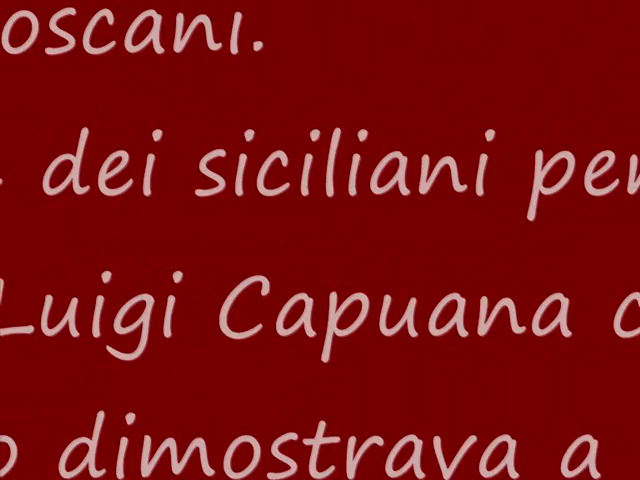 oscani.
dei siciliani per
Luigi Capuana c
o dimostrava a